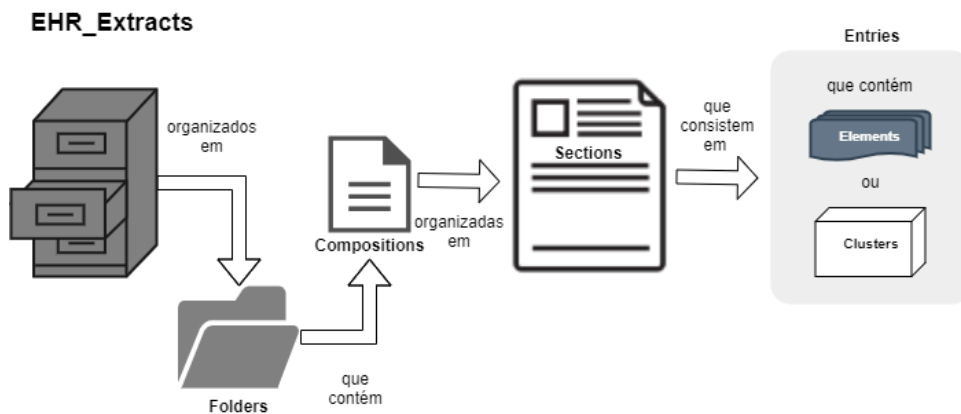 EHR_Extracts
organizados
em
Folders
que
contém
Compositions
organizadas
em
Sections
que
consistem
em
Entries
que contém
Elements
ou
Clusters